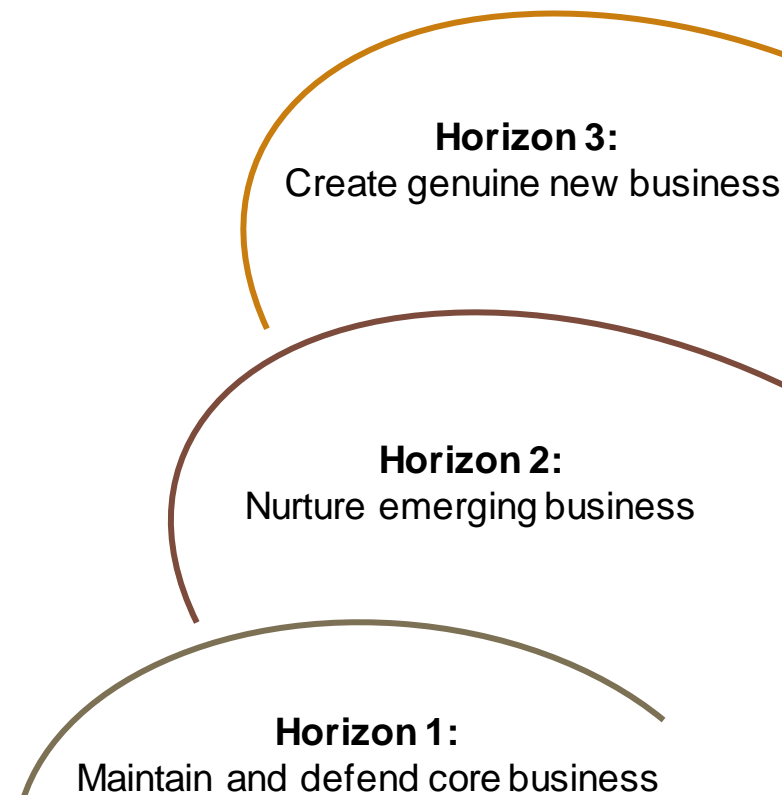 Horizon 3:
Create genuine new business
Horizon 2:
Nurture emerging business
Horizon 1:
Maintain and defend core business